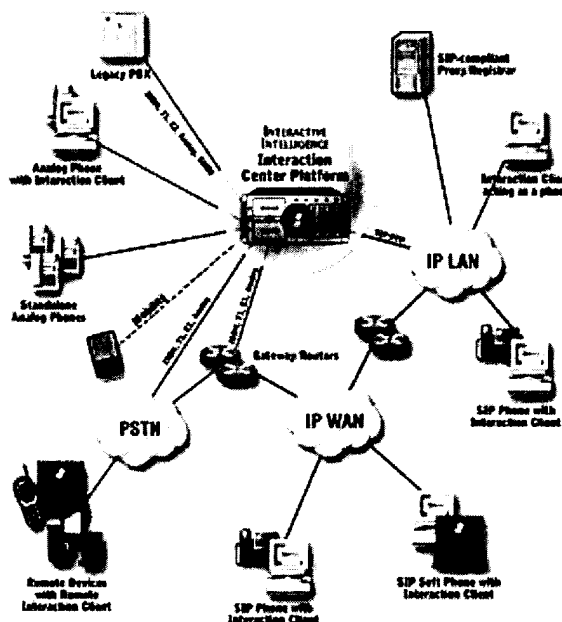 Legacy PBX
SIP-compliant
Proxy Registrar
INTERACTIVE
INTELLIGENCE
Interaction
Center Platform
Analog Phone
with Interaction Client
Interaction Client
acting as a phone
IP LAN
Standalone
Analog Phones
Gateway Routers
PSTN
IP WAN
SIP Phone with
Interaction Client
Remote Devices
with Remote
Interaction Client
SIP Phone with
Interaction Client
SIP Soft Phone with
Interaction Client